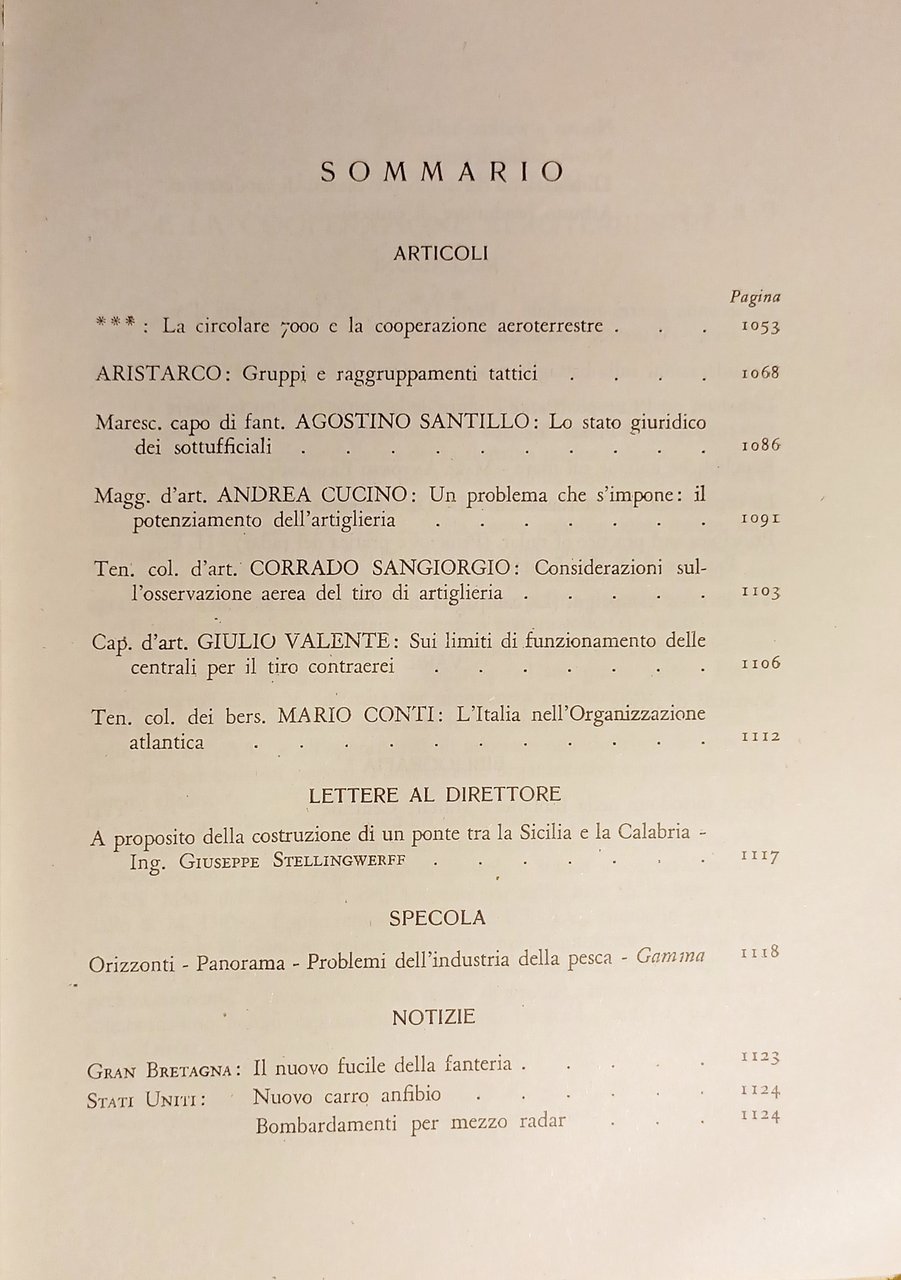 SOMMARIO
ARTICOLI
Pagina
*** : La circolare 7000 e la cooperazione aeroterrestre . . . 1053
ARISTARCO: Gruppi e raggruppamenti tattici . . . . 1068
Maresc. capo di fant. AGOSTINO SANTILLO: Lo stato giuridico
dei sottufficiali . . . . . . . . . . 1086
Magg. d'art. ANDREA CUCINO: Un problema che s'impone: il
potenziamento dell'artiglieria . . . . . . . 1091
Ten. col. d'art. CORRADO SANGIORGIO: Considerazioni sul-
l'osservazione aerea del tiro di artiglieria . . . . . 1103
Cap. d'art. GIULIO VALENTE: Sui limiti di funzionamento delle
centrali per il tiro contraerei . . . . . . . 1106
Ten. col. dei bers. MARIO CONTI: L'Italia nell'Organizzazione
atlantica . . . . . . . . . . . 1112
LETTERE AL DIRETTORE
A proposito della costruzione di un ponte tra la Sicilia e la Calabria -
Ing. GIUSEPPE STELLINGWERFF . . . . . . . 1117
SPECOLA
Orizzonti - Panorama - Problemi dell'industria della pesca - Gamma 1118
NOTIZIE
GRAN BRETAGNA: Il nuovo fucile della fanteria . . . . . 1123
STATI UNITI: Nuovo carro anfibio . . . . . . 1124
Bombardamenti per mezzo radar . . . 1124